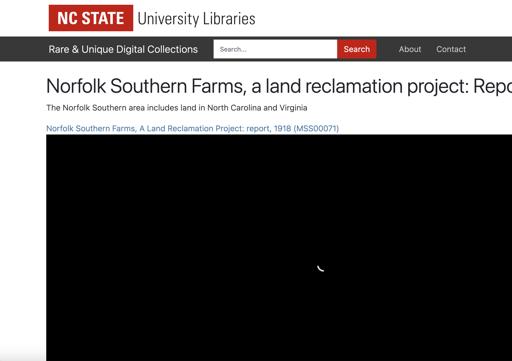 NC STATE University Libraries
Rare & Unique Digital Collections Search... Search About Contact
Norfolk Southern Farms, a land reclamation project: Repo
The Norfolk Southern area includes land in North Carolina and Virginia
Norfolk Southern Farms, A Land Reclamation Project: report, 1918 (MSS00071)